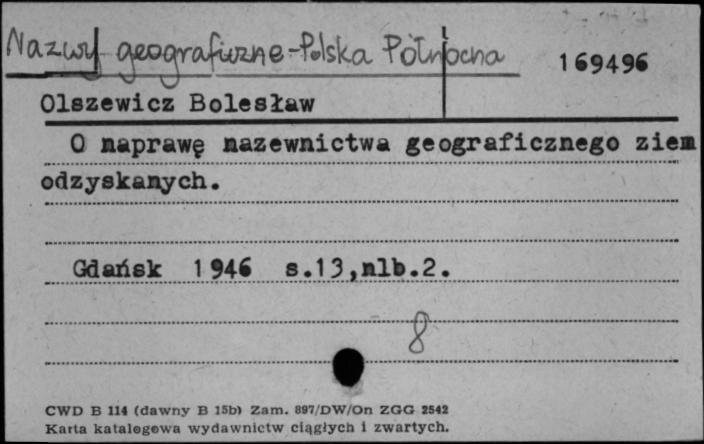 Nazwy geograficzne - Polska Północna
169496
Olszewicz Bolesław
O naprawę nazewnictwa geograficznego ziem
odzyskanych.
Gdańsk 1946 s.13,nlb.2.
8
CWD B 114 (dawny B 15b) Zam. 897/DW/On ZGG 2542
Karta katalogowa wydawnictw ciągłych i zwartych.